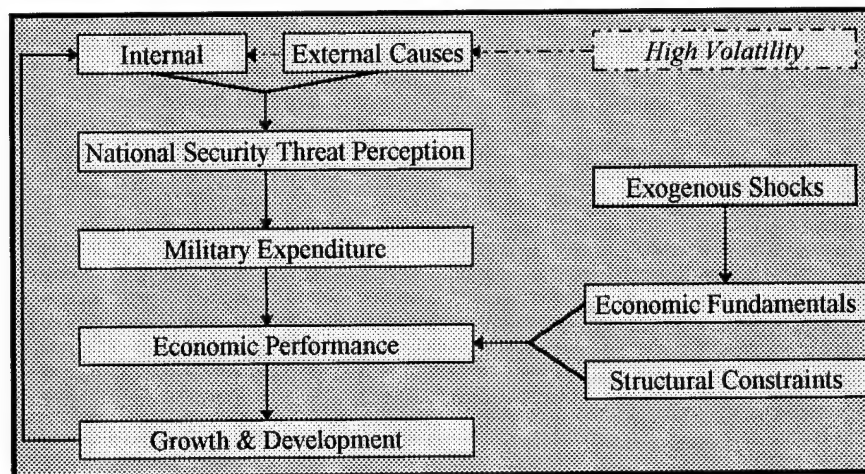 Internal
External Causes
High Volatility
National Security Threat Perception
Exogenous Shocks
Military Expenditure
Economic Fundamentals
Economic Performance
Structural Constraints
Growth & Development